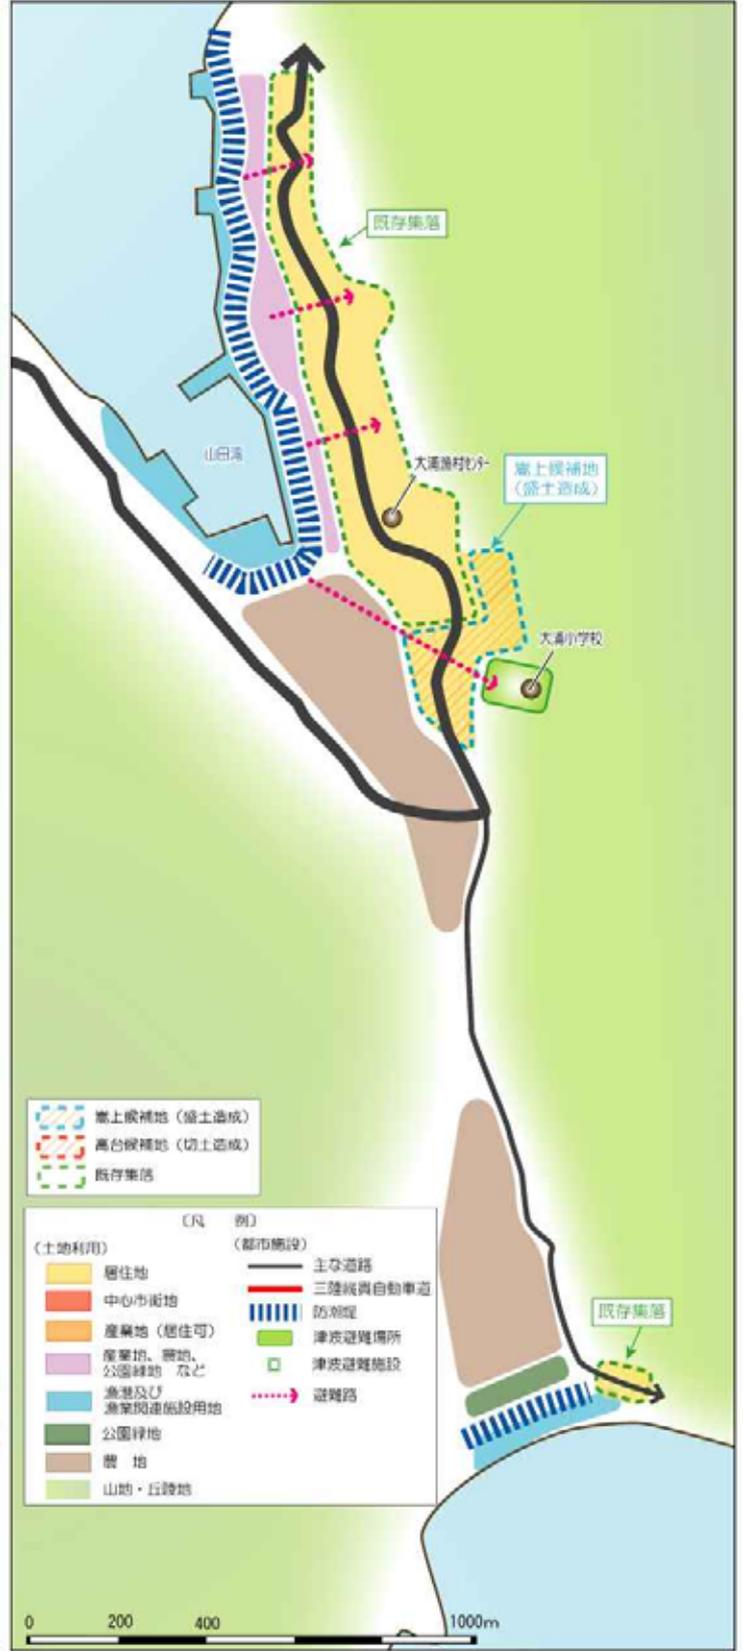 既存集落
山田湾
大浦漁村センター
嵩上候補地
（盛土造成）
大浦小学校
嵩上候補地（盛土造成）
高台候補地（切土造成）
既存集落
〔凡　例〕
（土地利用）
居住地
中心市街地
産業地（居住可）
産業地、農地、
公園緑地　など
漁港及び
漁業関連施設用地
公園緑地
農　地
山地・丘陵地
（都市施設）
主な道路
三陸縦貫自動車道
防潮堤
津波避難場所
津波避難施設
避難路
既存集落
0　200　400　1000m